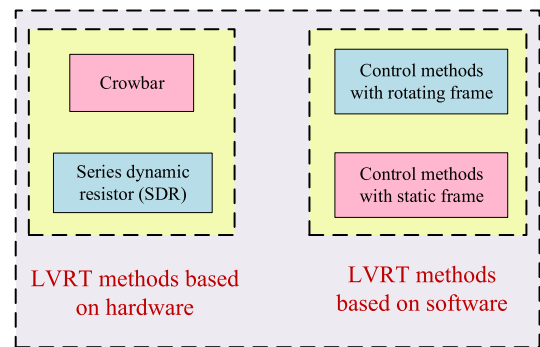 Crowbar
Series dynamic
resistor (SDR)
LVRT methods based
on hardware
Control methods
with rotating frame
Control methods
with static frame
LVRT methods
based on software